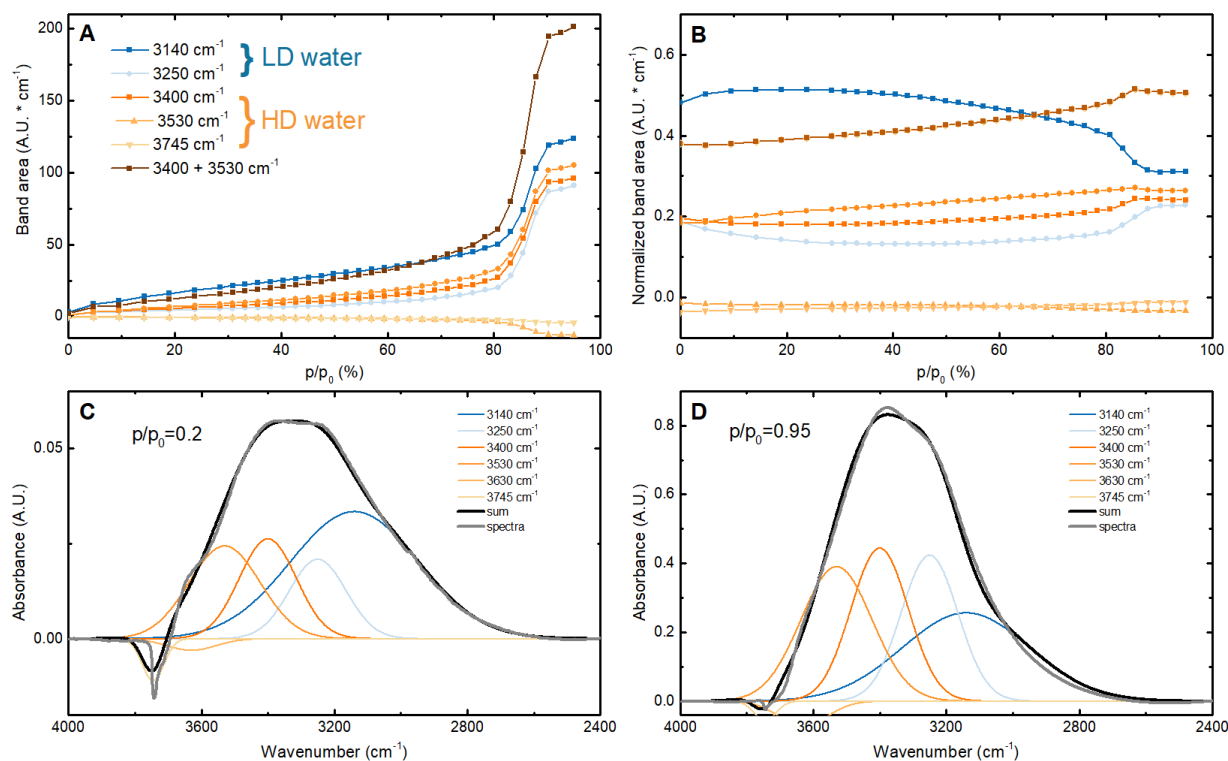 A
3140 cm⁻¹
3250 cm⁻¹
} LD water
3400 cm⁻¹
3530 cm⁻¹
3745 cm⁻¹
} HD water
3400 + 3530 cm⁻¹
Band area (A.U. * cm⁻¹)
200
150
100
50
0
0 20 40 60 80 100
p/p₀ (%)
B
Normalized band area (A.U. * cm⁻¹)
0.6
0.4
0.2
0.0
0 20 40 60 80 100
p/p₀ (%)
C
p/p₀=0.2
3140 cm⁻¹
3250 cm⁻¹
3400 cm⁻¹
3530 cm⁻¹
3630 cm⁻¹
3745 cm⁻¹
sum
spectra
Absorbance (A.U.)
0.05
0.00
4000 3600 3200 2800 2400
Wavenumber (cm⁻¹)
D
p/p₀=0.95
3140 cm⁻¹
3250 cm⁻¹
3400 cm⁻¹
3530 cm⁻¹
3630 cm⁻¹
3745 cm⁻¹
sum
spectra
Absorbance (A.U.)
0.8
0.6
0.4
0.2
0.0
4000 3600 3200 2800 2400
Wavenumber (cm⁻¹)